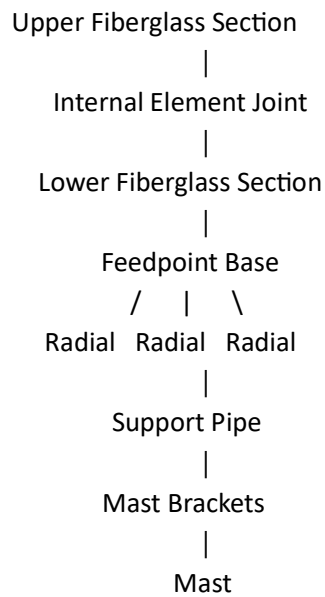 Upper Fiberglass Section
|
Internal Element Joint
|
Lower Fiberglass Section
|
Feedpoint Base
/ | \
Radial Radial Radial
|
Support Pipe
|
Mast Brackets
|
Mast